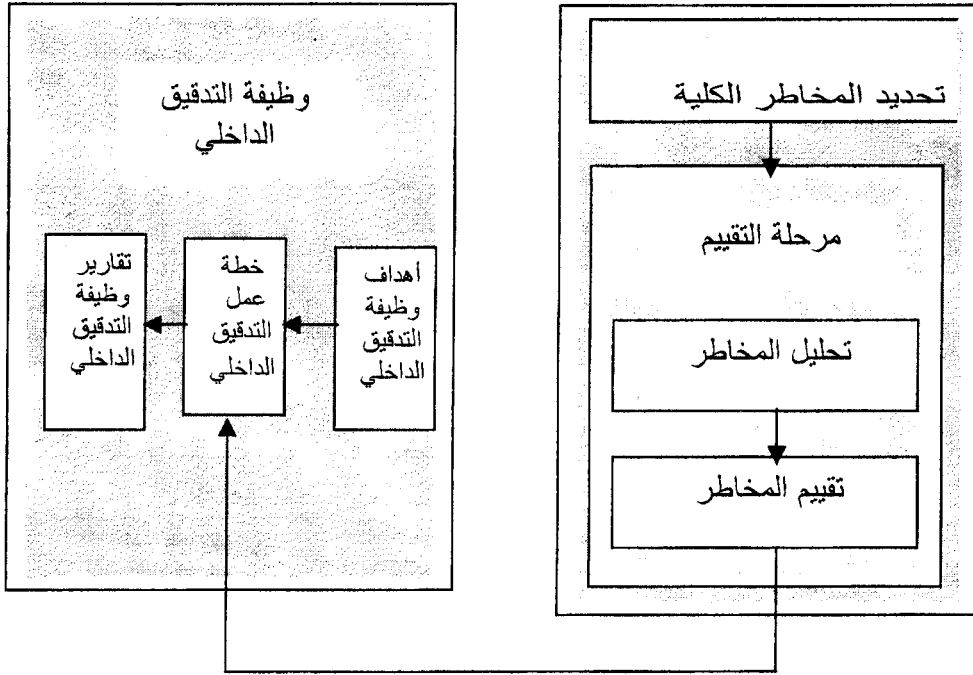 تحديد المخاطر الكلية
مرحلة التقييم
تحليل المخاطر
تقييم المخاطر
وظيفة التدقيق
الداخلي
أهداف
وظيفة
التدقيق
الداخلي
خطة
عمل
التدقيق
الداخلي
تقارير
وظيفة
التدقيق
الداخلي